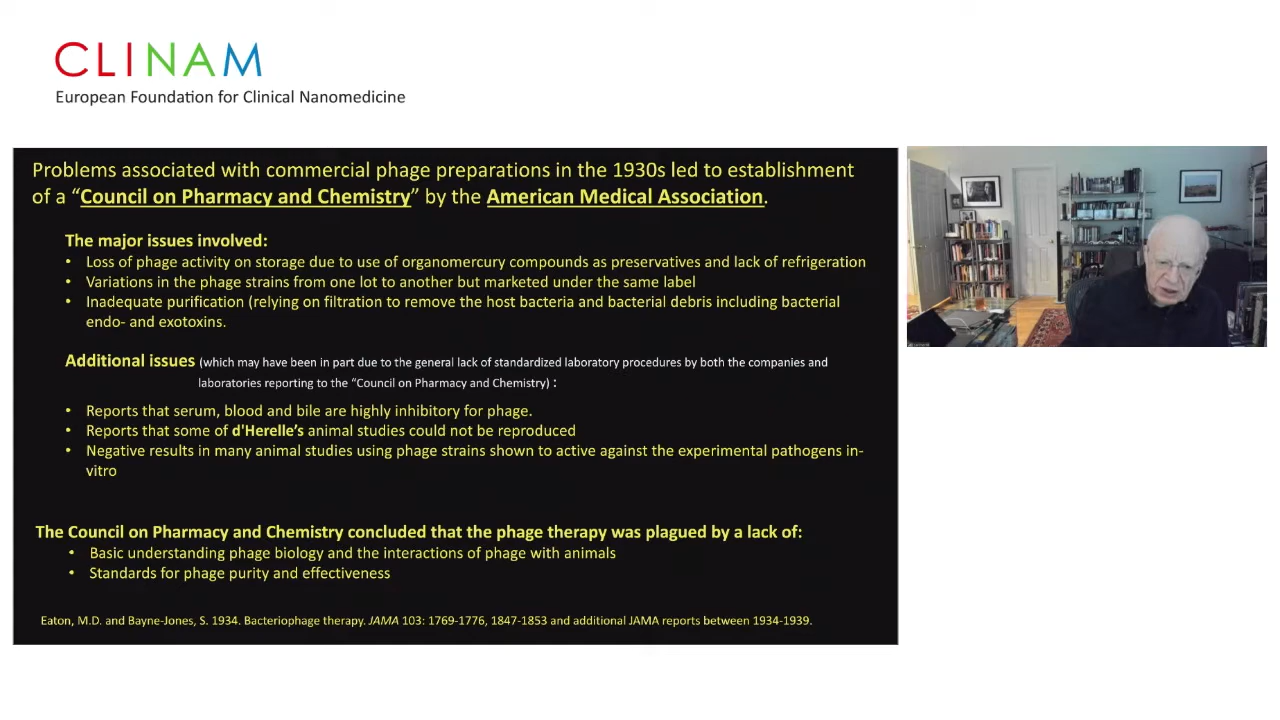 CLINAM
European Foundation for Clinical Nanomedicine
Problems associated with commercial phage preparations in the 1930s led to establishment
of a “Council on Pharmacy and Chemistry” by the American Medical Association.
The major issues involved:
• Loss of phage activity on storage due to use of organomercury compounds as preservatives and lack of refrigeration
• Variations in the phage strains from one lot to another but marketed under the same label
• Inadequate purification (relying on filtration to remove the host bacteria and bacterial debris including bacterial
endo- and exotoxins.
Additional issues (which may have been in part due to the general lack of standardized laboratory procedures by both the companies and
laboratories reporting to the “Council on Pharmacy and Chemistry) :
• Reports that serum, blood and bile are highly inhibitory for phage.
• Reports that some of d'Herelle’s animal studies could not be reproduced
• Negative results in many animal studies using phage strains shown to active against the experimental pathogens in-
vitro
The Council on Pharmacy and Chemistry concluded that the phage therapy was plagued by a lack of:
• Basic understanding phage biology and the interactions of phage with animals
• Standards for phage purity and effectiveness
Eaton, M.D. and Bayne-Jones, S. 1934. Bacteriophage therapy. JAMA 103: 1769-1776, 1847-1853 and additional JAMA reports between 1934-1939.